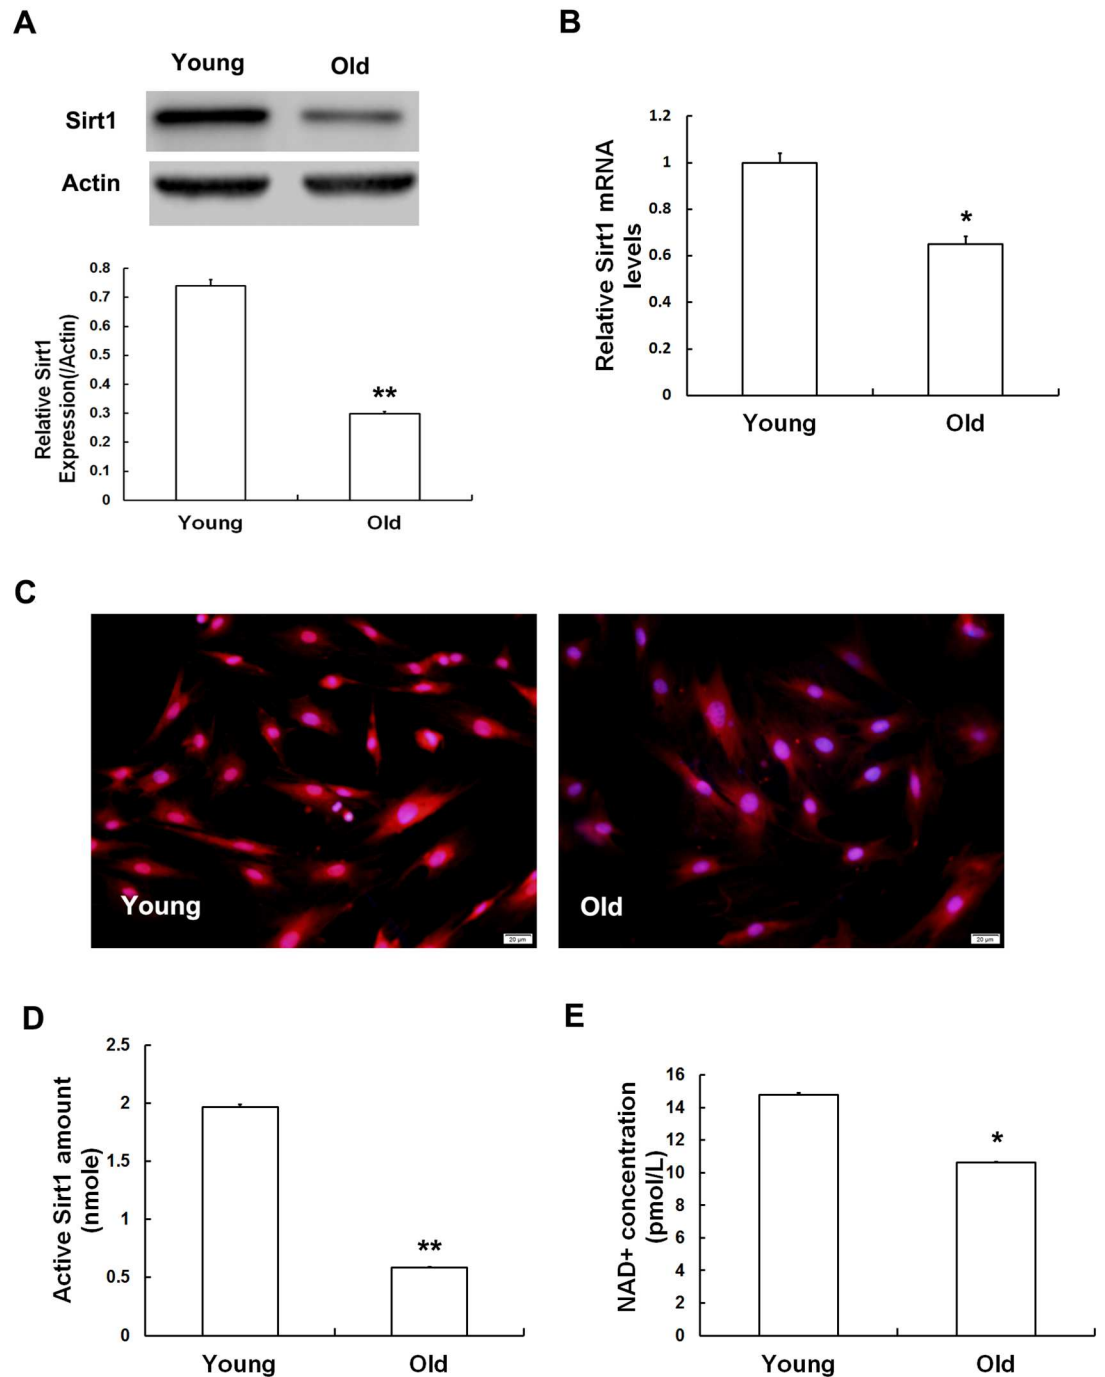 A
Young Old
Sirt1
Actin
Relative Sirt1
Expression(/Actin)
0.8
0.7
0.6
0.5
0.4
0.3
0.2
0.1
0
**
Young Old
B
Relative Sirt1 mRNA
levels
1.2
1
0.8
0.6
0.4
0.2
0
*
Young Old
C
Young
20 μm
Old
20 μm
D
Active Sirt1 amount
(nmole)
2.5
2
1.5
1
0.5
0
**
Young Old
E
NAD+ concentration
(pmol/L)
16
14
12
10
8
6
4
2
0
*
Young Old